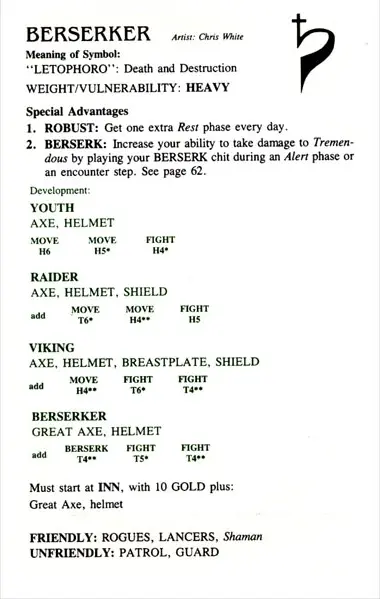 BERSERKER Artist: Chris White
Meaning of Symbol:
"LETOPHORO": Death and Destruction
WEIGHT/VULNERABILITY: HEAVY
Special Advantages
1. ROBUST: Get one extra Rest phase every day.
2. BERSERK: Increase your ability to take damage to Tremen-
dous by playing your BERSERK chit during an Alert phase or
an encounter step. See page 62.
Development:
YOUTH
AXE, HELMET
MOVE MOVE FIGHT
H6 H5* H4*
RAIDER
AXE, HELMET, SHIELD
MOVE MOVE FIGHT
add T6* H4** H5
VIKING
AXE, HELMET, BREASTPLATE, SHIELD
MOVE FIGHT FIGHT
add H4** T6* T4**
BERSERKER
GREAT AXE, HELMET
BERSERK FIGHT FIGHT
add T4** T5* T4**
Must start at INN, with 10 GOLD plus:
Great Axe, helmet
FRIENDLY: ROGUES, LANCERS, Shaman
UNFRIENDLY: PATROL, GUARD